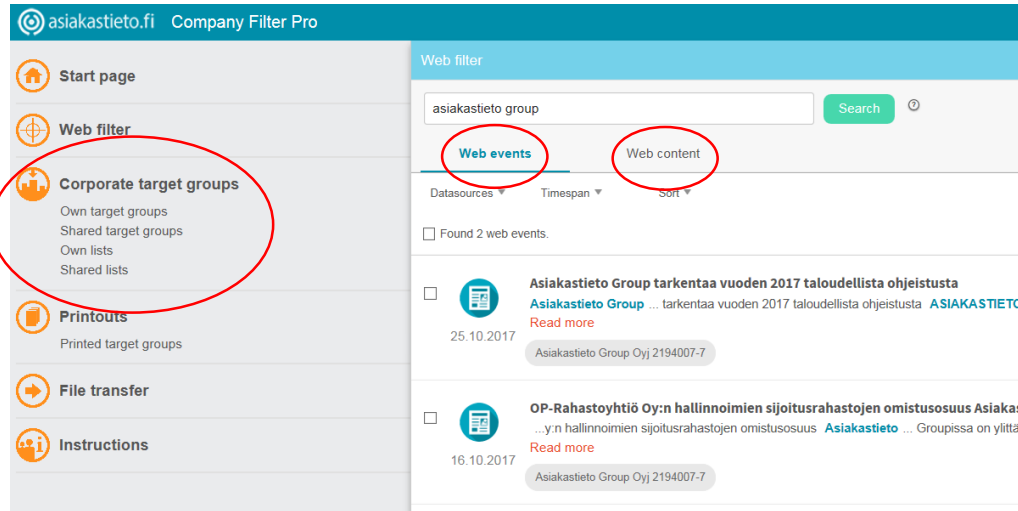 asiakastieto.fi Company Filter Pro
Start page
Web filter
Corporate target groups
Own target groups
Shared target groups
Own lists
Shared lists
Printouts
Printed target groups
File transfer
Instructions
Web filter
asiakastieto group
Search
Web events
Web content
Datasources
Timespan
Sort
Found 2 web events.
Asiakastieto Group tarkentaa vuoden 2017 taloudellista ohjeistusta
Asiakastieto Group ... tarkentaa vuoden 2017 taloudellista ohjeistusta ASIAKASTIETO
Read more
25.10.2017
Asiakastieto Group Oyj 2194007-7
OP-Rahastoyhtiö Oy:n hallinnoimien sijoitusrahastojen omistusosuus Asiakas
...y:n hallinnoimien sijoitusrahastojen omistusosuus Asiakastieto ... Groupissa on ylittä
Read more
16.10.2017
Asiakastieto Group Oyj 2194007-7